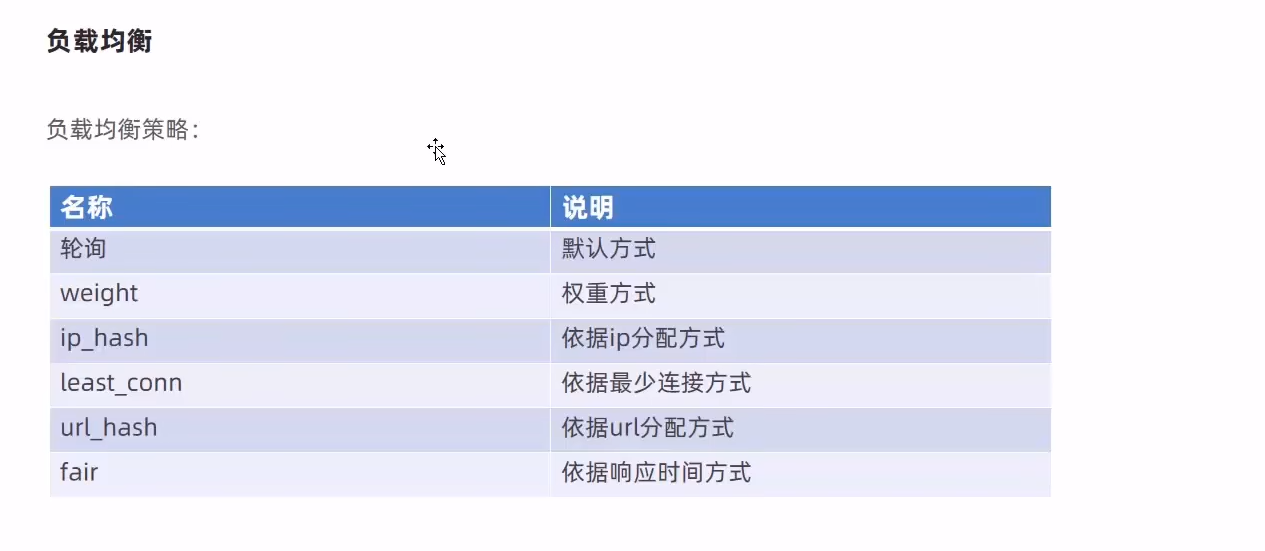 负载均衡
负载均衡策略：
名称 说明
轮询 默认方式
weight 权重方式
ip_hash 依据ip分配方式
least_conn 依据最少连接方式
url_hash 依据url分配方式
fair 依据响应时间方式